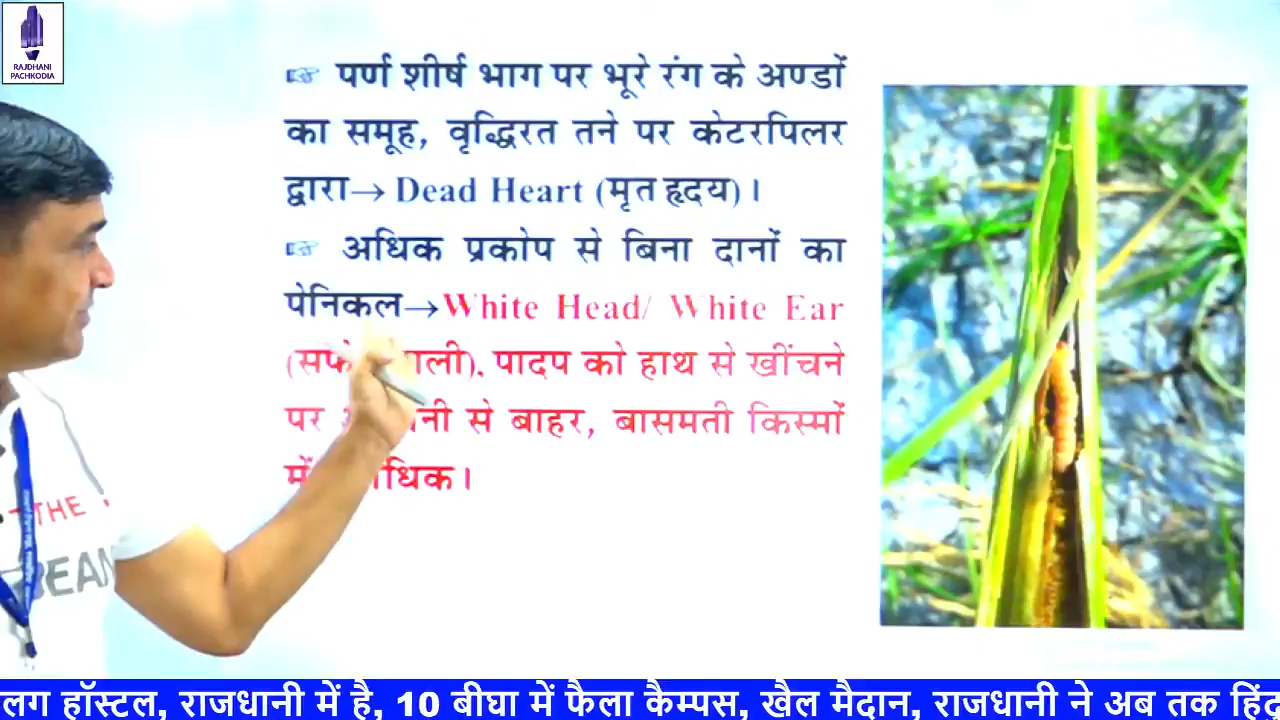 RAJDHANI
PACHKODIA
☞ पर्ण शीर्ष भाग पर भूरे रंग के अण्डों
का समूह, वृद्धिरत तने पर केटरपिलर
द्वारा→ Dead Heart (मृत हृदय)।
☞ अधिक प्रकोप से बिना दानों का
पेनिकल→White Head/ White Ear
पादप को हाथ से खींचने
पर से बाहर, बासमती किस्मों
में
THE
लग हॉस्टल, राजधानी में है, 10 बीघा में फैला कैम्पस, खैल मैदान, राजधानी ने अब तक हिंद